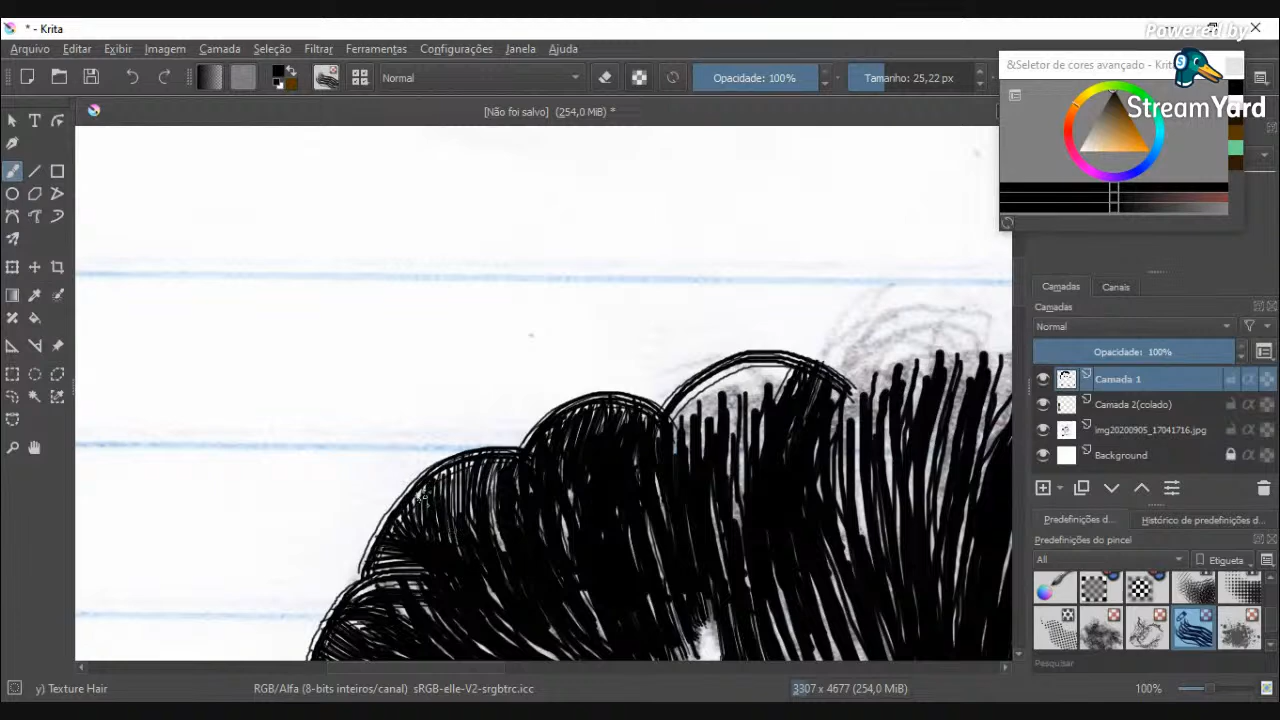 * - Krita
Powered by
Arquivo Editar Exibir Imagem Camada Seleção Filtrar Ferramentas Configurações Janela Ajuda
Normal Opacidade: 100% Tamanho: 25,22 px
&Seletor de cores avançado - Krita
StreamYard
[Não foi salvo] (254,0 MiB) *
Camadas Canais
Camadas
Normal
Opacidade: 100%
Camada 1
Camada 2(colado)
img20200905_17041716.jpg
Background
Predefinições d... Histórico de predefinições d...
Predefinições do pincel
All Etiqueta
Pesquisar
y) Texture Hair RGB/Alfa (8-bits inteiros/canal) sRGB-elle-V2-srgbtrc.icc 3307 x 4677 (254,0 MiB) 100%